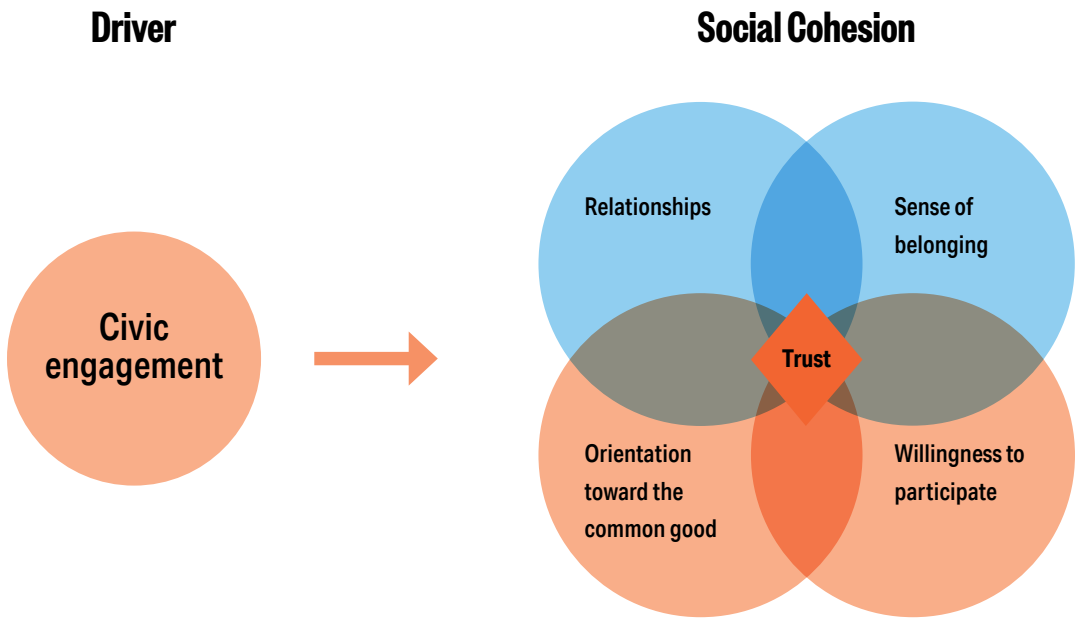 Driver
Social Cohesion
Civic
engagement
Relationships
Sense of
belonging
Trust
Orientation
toward the
common good
Willingness to
participate